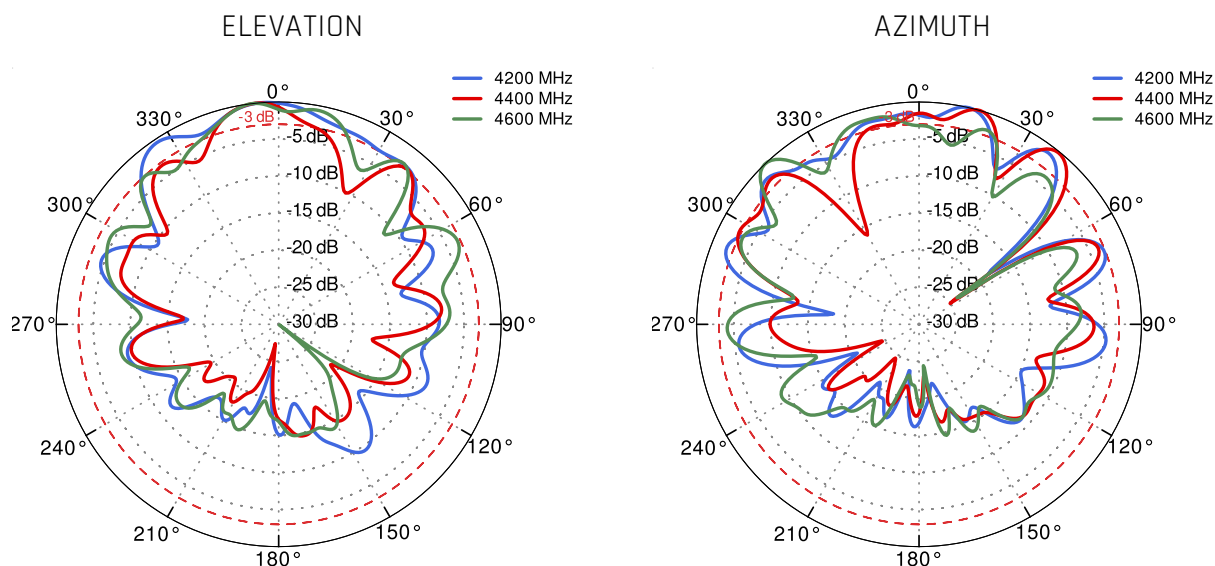 ELEVATION
4200 MHz
4400 MHz
4600 MHz
0°
30°
60°
90°
120°
150°
180°
210°
240°
270°
300°
330°
-3 dB
-5 dB
-10 dB
-15 dB
-20 dB
-25 dB
-30 dB
AZIMUTH
4200 MHz
4400 MHz
4600 MHz
0°
30°
60°
90°
120°
150°
180°
210°
240°
270°
300°
330°
-3 dB
-5 dB
-10 dB
-15 dB
-20 dB
-25 dB
-30 dB